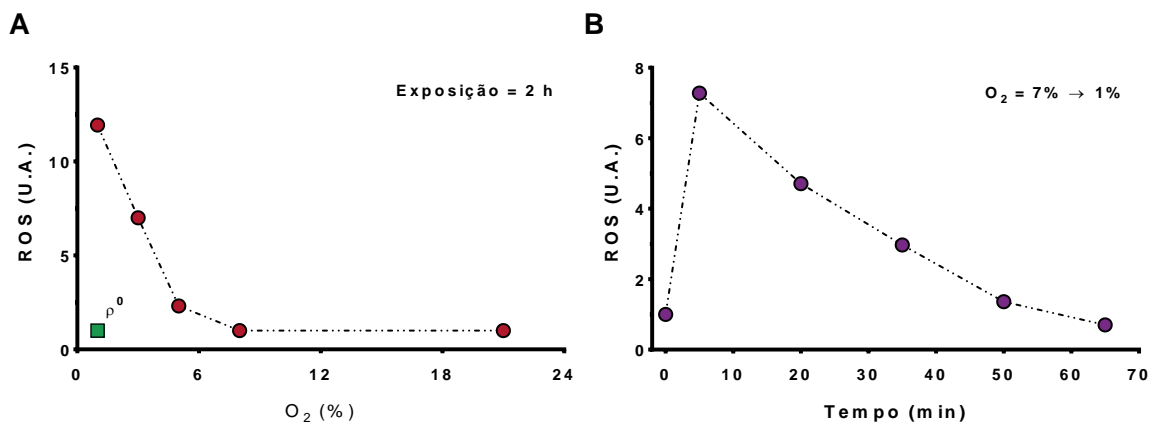 A
B
15
10
5
0
ROS (U.A.)
Exposição = 2 h
ρ⁰
0
6
12
18
24
O₂ (%)
8
6
4
2
0
ROS (U.A.)
O₂ = 7% → 1%
0
10
20
30
40
50
60
70
Tempo (min)